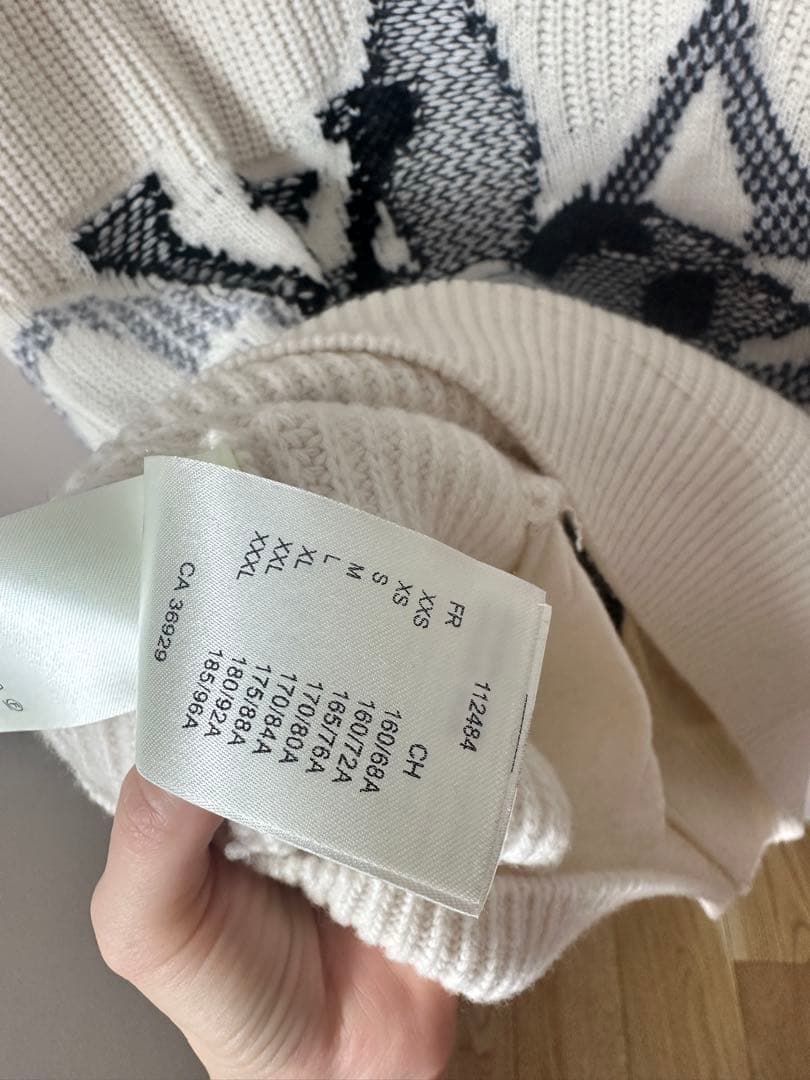 112484
FR CH
XXS 160/68A
XS 160/72A
S 165/76A
M 170/80A
L 170/84A
XL 175/88A
XXL 180/92A
XXXL 185/96A
CA 36929